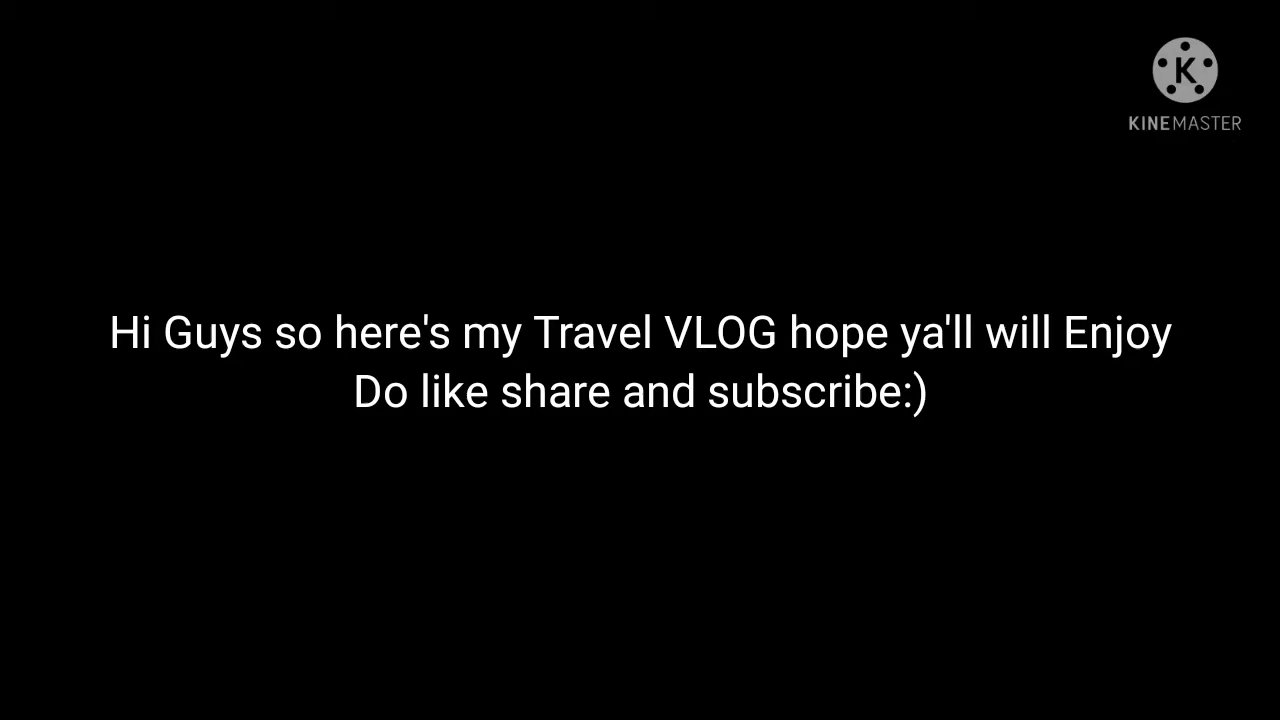 K
KINEMASTER
Hi Guys so here's my Travel VLOG hope ya'll will Enjoy
Do like share and subscribe:)